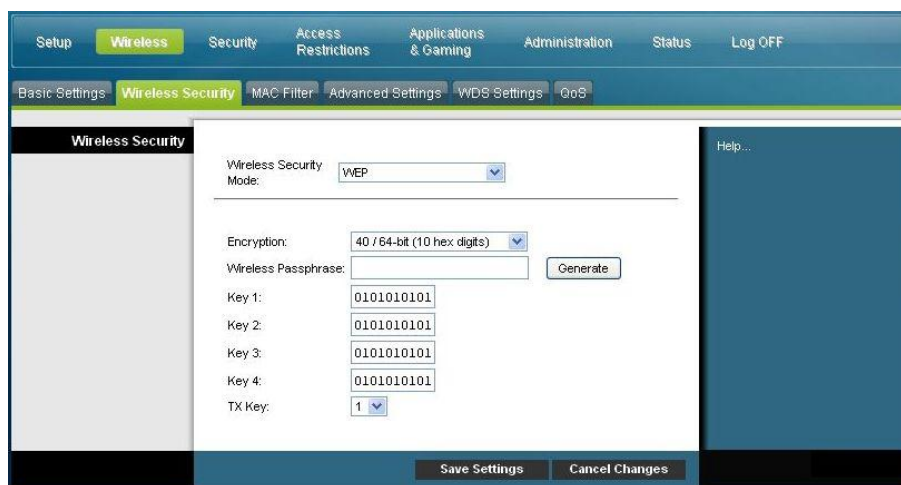 Setup Wireless Security Access Restrictions Applications & Gaming Administration Status Log OFF
Basic Settings Wireless Security MAC Filter Advanced Settings WDS Settings QoS
Wireless Security
Help...
Wireless Security Mode: WEP
Encryption: 40 / 64-bit (10 hex digits)
Wireless Passphrase: Generate
Key 1: 0101010101
Key 2: 0101010101
Key 3: 0101010101
Key 4: 0101010101
TX Key: 1
Save Settings Cancel Changes